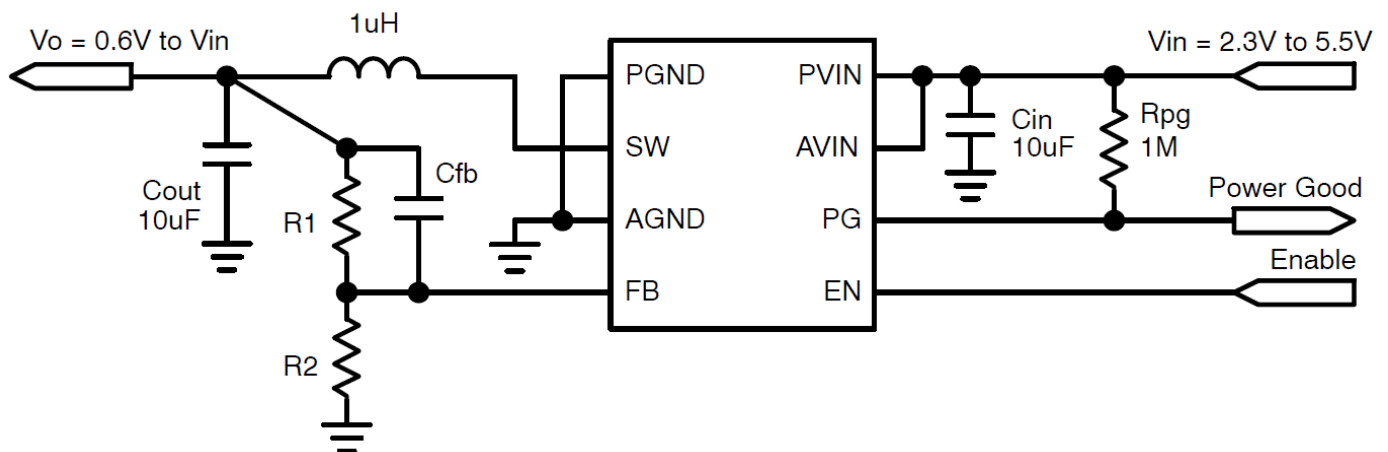 1uH
Vo = 0.6V to Vin
Vin = 2.3V to 5.5V
PGND
PVIN
Rpg
1M
Cin
10uF
SW
AVIN
Cfb
Cout
10uF
Power Good
R1
AGND
PG
Enable
FB
EN
R2